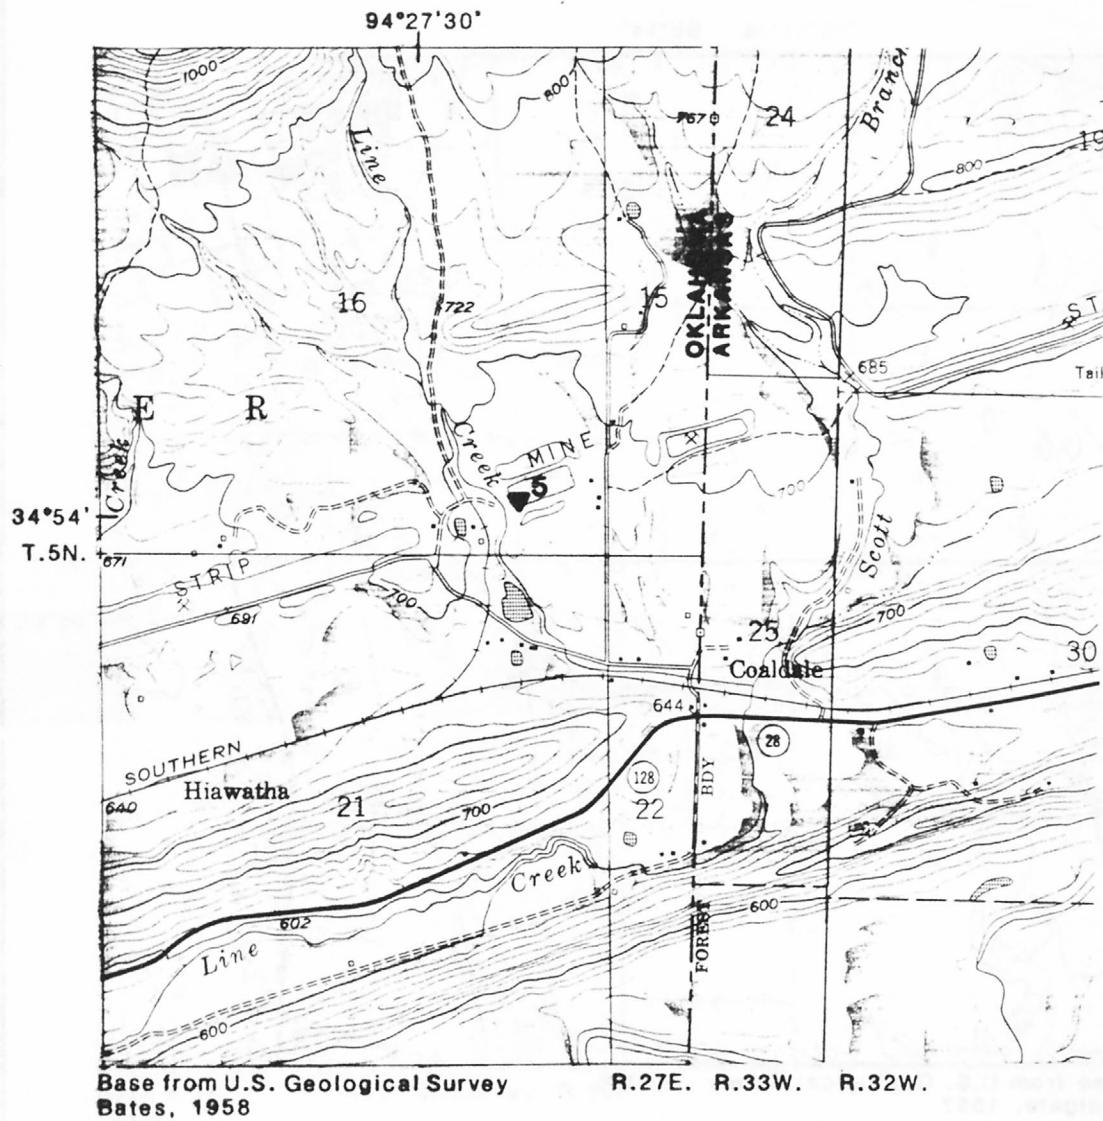 94°27'30'
1000
Line
800
767
24
Branch
19
800
16
722
15
OKLAHOMA
ARKANSAS
ST
685
Tail
E R
Creek
Creek
MINE
5
700
34°54'
T.5N.
671
STRIP
691
700
Scott
700
25
Coaldale
30
644
28
SOUTHERN
Hiawatha
640
21
700
128
22
BDY
Creek
602
Line
600
FOREST
600
Base from U.S. Geological Survey
Bates, 1958
R.27E. R.33W. R.32W.